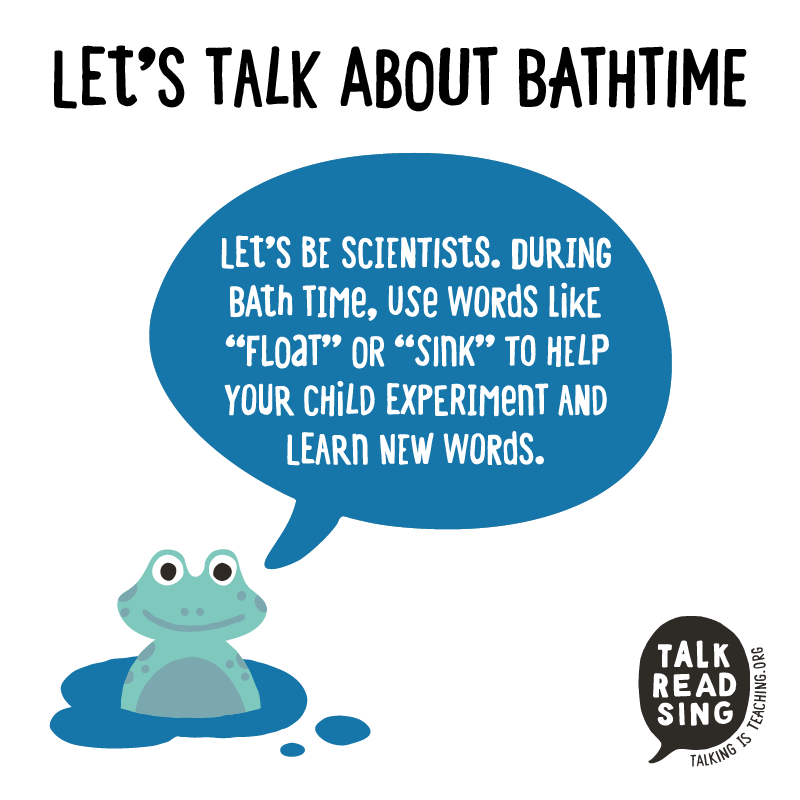 LET'S TALK ABOUT BATHTIME
LET'S BE SCIENTISTS. DURING
BATH TIME, USE WORDS LIKE
“FLOAT” OR “SINK” TO HELP
YOUR CHILD EXPERIMENT AND
LEARN NEW WORDS.
TALK
READ
SING
TALKING IS TEACHING.ORG